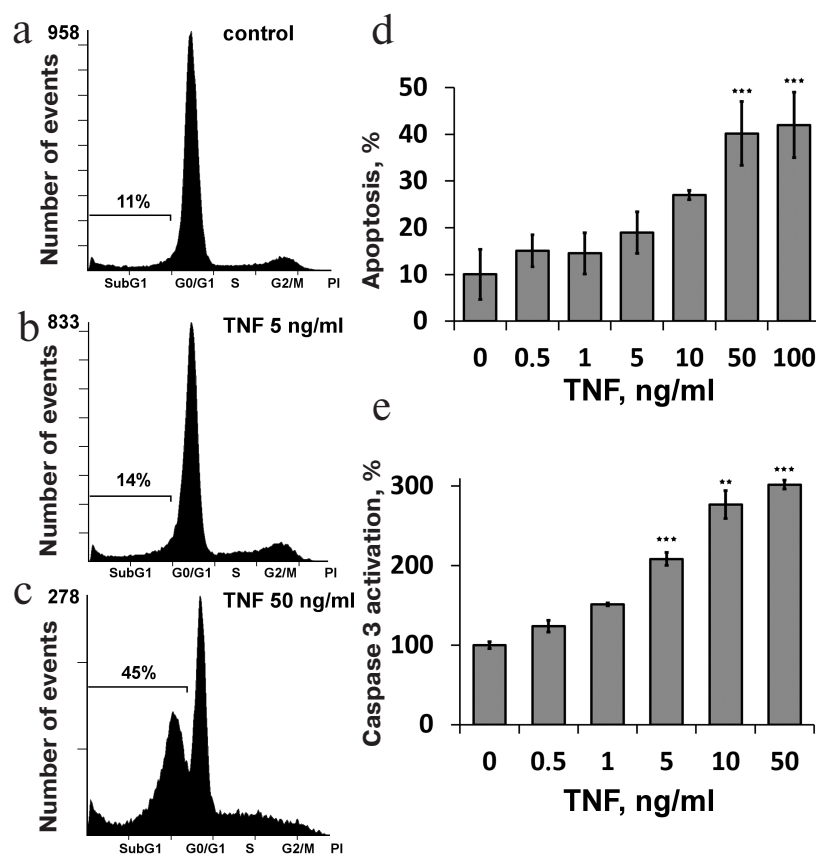 a
958
control
Number of events
11%
SubG1 G0/G1 S G2/M PI
b
833
TNF 5 ng/ml
Number of events
14%
SubG1 G0/G1 S G2/M PI
c
278
TNF 50 ng/ml
Number of events
45%
SubG1 G0/G1 S G2/M PI
d
Apoptosis, %
50
40
30
20
10
0
*** ***
0 0.5 1 5 10 50 100
TNF, ng/ml
e
Caspase 3 activation, %
300
200
100
0
*** ** ***
0 0.5 1 5 10 50
TNF, ng/ml